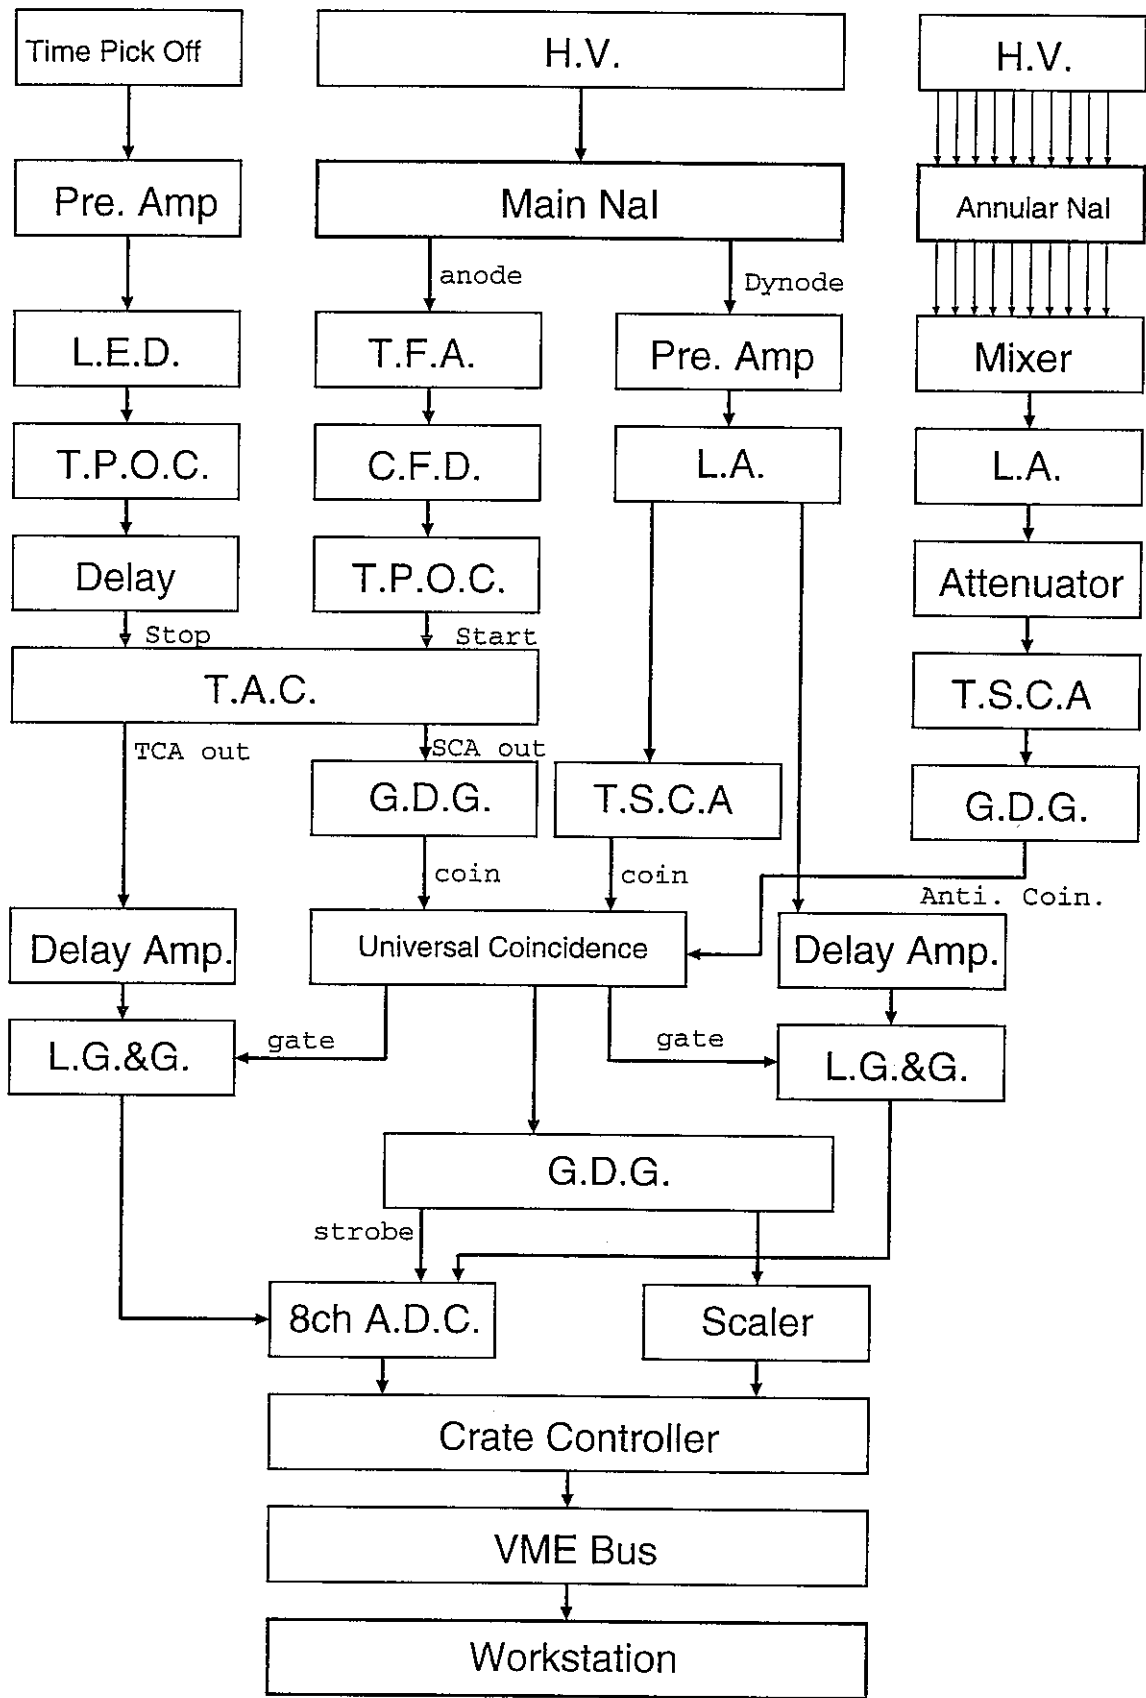 Time Pick Off
H.V.
H.V.
Pre. Amp
Main NaI
Annular NaI
anode
Dynode
L.E.D.
T.F.A.
Pre. Amp
Mixer
T.P.O.C.
C.F.D.
L.A.
L.A.
Delay
T.P.O.C.
Attenuator
Stop
Start
T.A.C.
T.S.C.A
TCA out
SCA out
G.D.G.
T.S.C.A
G.D.G.
coin
coin
Anti. Coin.
Delay Amp.
Universal Coincidence
Delay Amp.
L.G.&G.
gate
gate
L.G.&G.
G.D.G.
strobe
8ch A.D.C.
Scaler
Crate Controller
VME Bus
Workstation